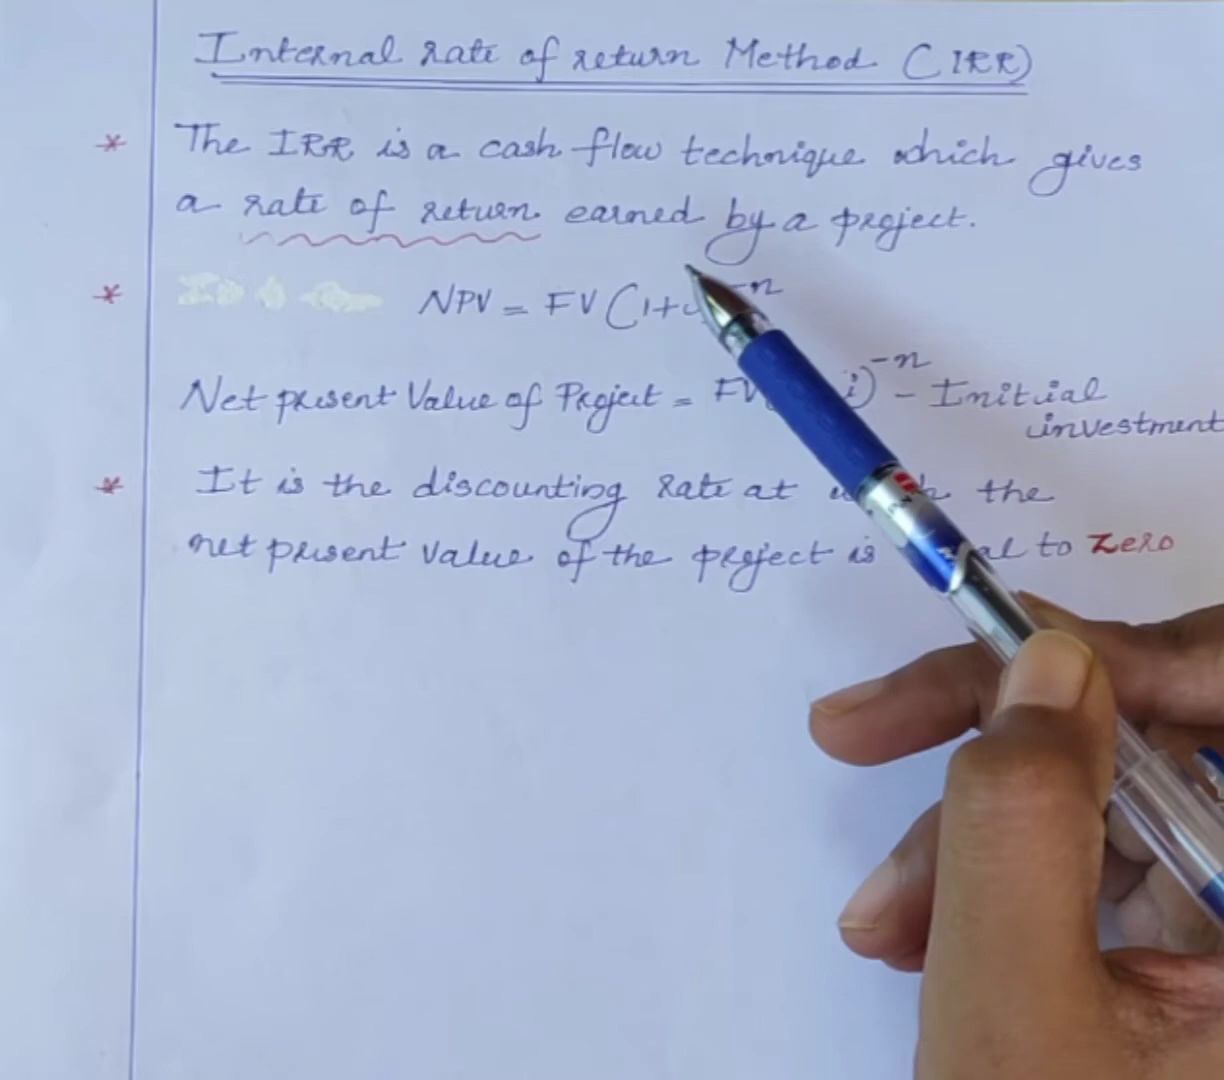 Internal rate of return Method (IRR)
* The IRR is a cash flow technique which gives
a rate of return earned by a project.
* NPV = FV (1+ -n
Net present Value of Project = FV i)-n - Initial
investment
* It is the discounting Rate at the
net present value of the project is to Zero